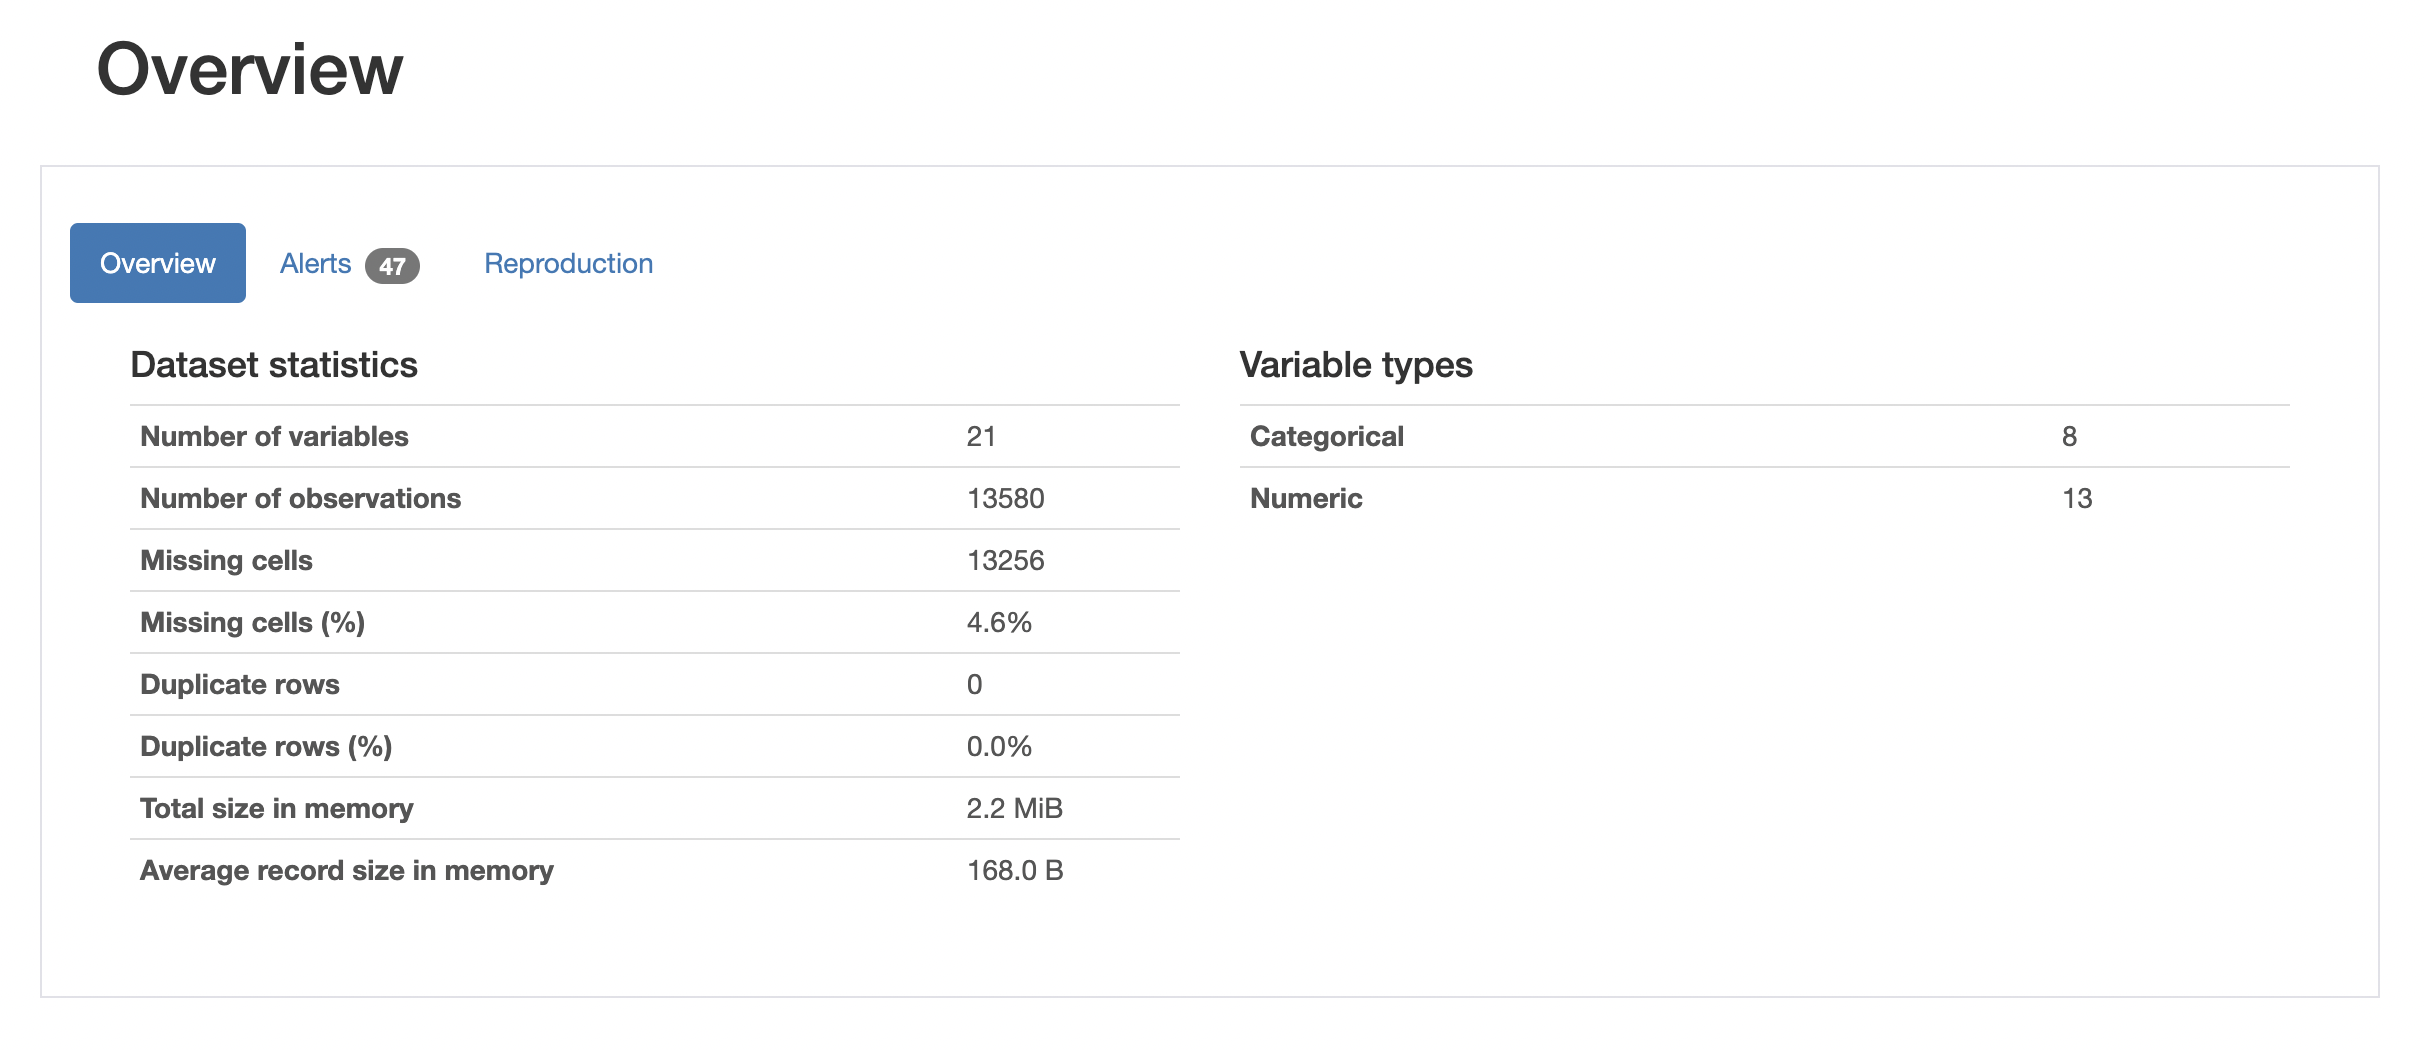 Overview
Overview Alerts 47 Reproduction
Dataset statistics
Number of variables 21
Number of observations 13580
Missing cells 13256
Missing cells (%) 4.6%
Duplicate rows 0
Duplicate rows (%) 0.0%
Total size in memory 2.2 MiB
Average record size in memory 168.0 B
Variable types
Categorical 8
Numeric 13